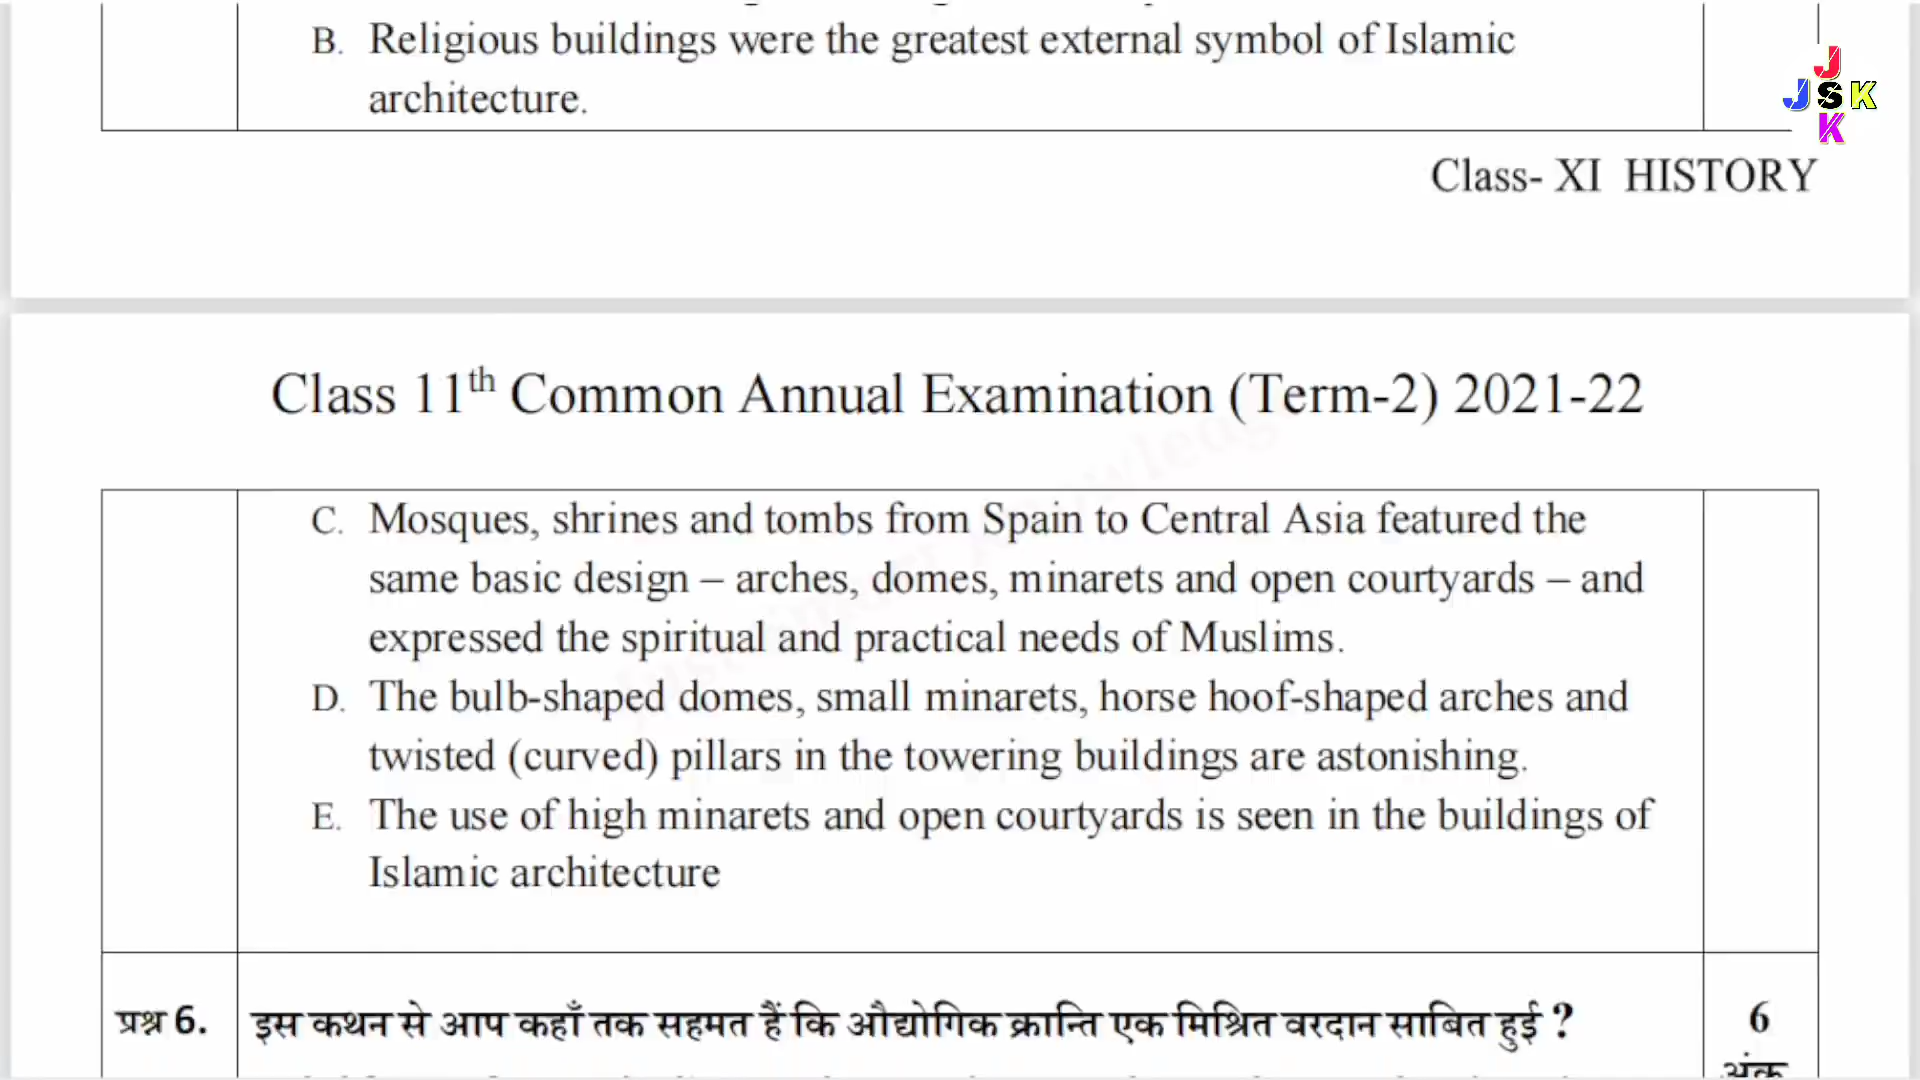 B. Religious buildings were the greatest external symbol of Islamic
architecture.
J
JSK
K
Class- XI HISTORY
Class 11th Common Annual Examination (Term-2) 2021-22
C. Mosques, shrines and tombs from Spain to Central Asia featured the
same basic design – arches, domes, minarets and open courtyards – and
expressed the spiritual and practical needs of Muslims.
D. The bulb-shaped domes, small minarets, horse hoof-shaped arches and
twisted (curved) pillars in the towering buildings are astonishing.
E. The use of high minarets and open courtyards is seen in the buildings of
Islamic architecture
प्रश्न 6. इस कथन से आप कहाँ तक सहमत हैं कि औद्योगिक क्रान्ति एक मिश्रित वरदान साबित हुई ? 6
अंक